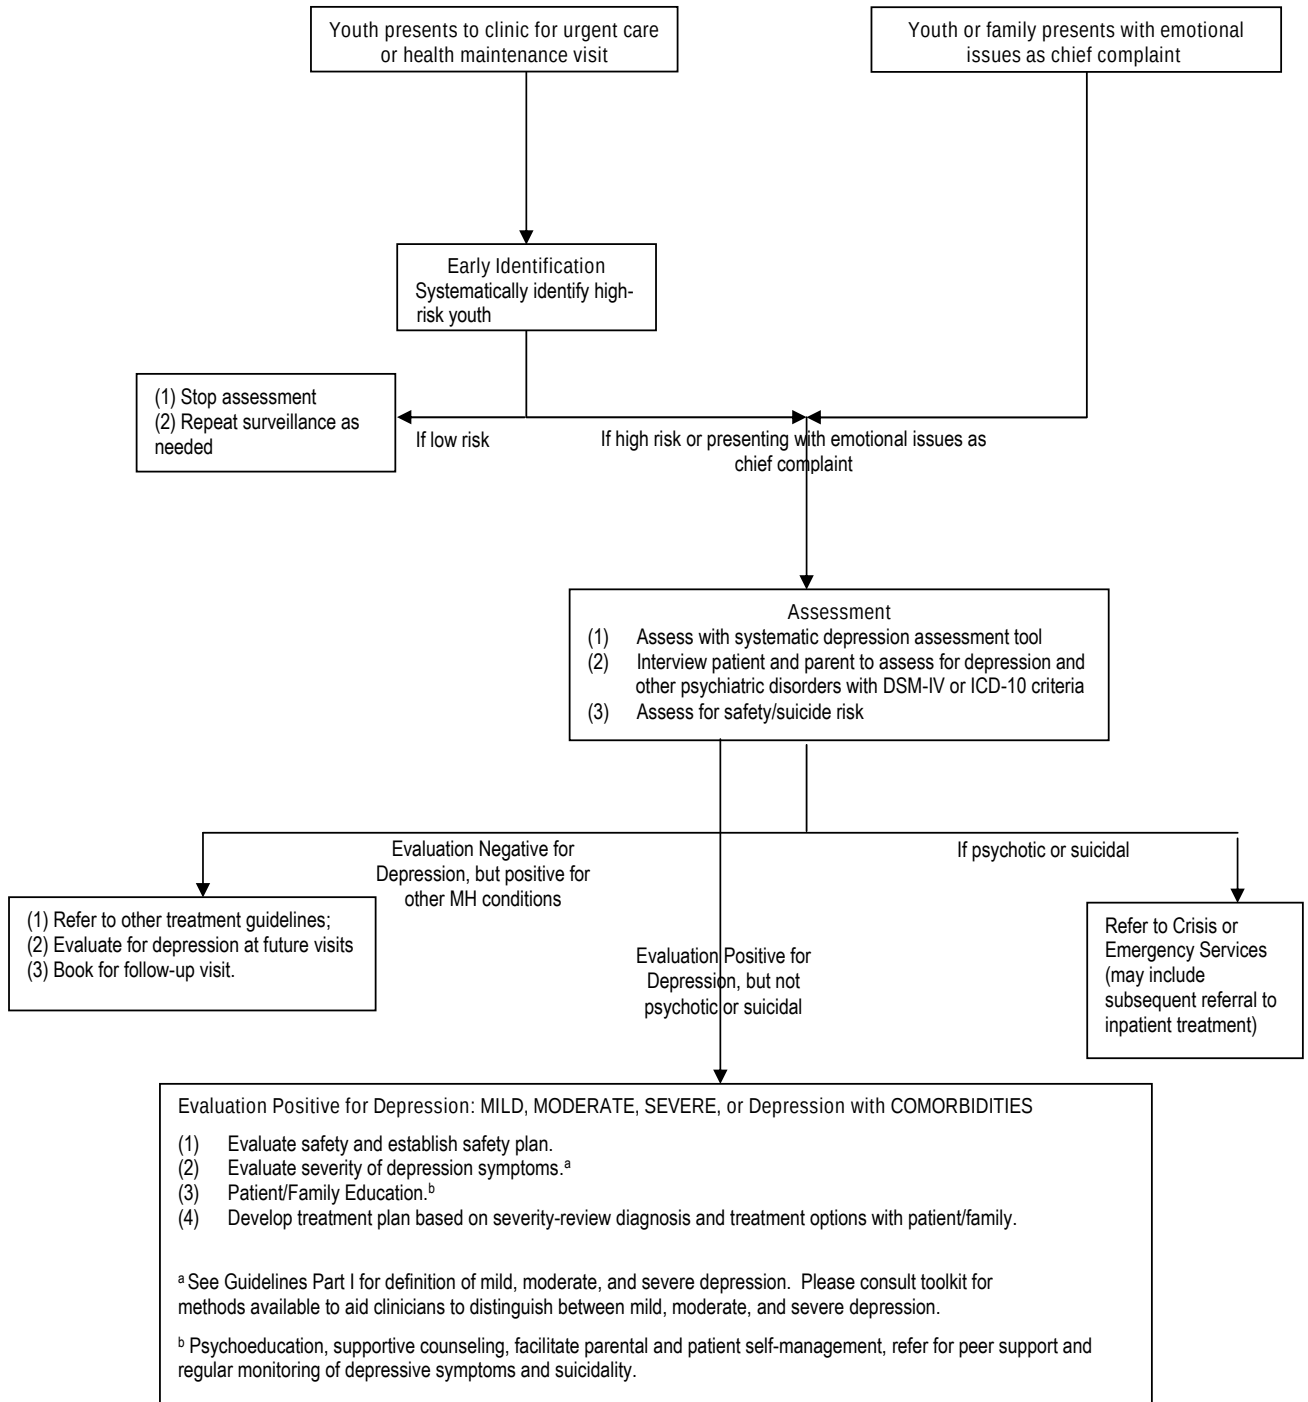 Youth presents to clinic for urgent care
or health maintenance visit
Youth or family presents with emotional
issues as chief complaint
Early Identification
Systematically identify high-
risk youth
(1) Stop assessment
(2) Repeat surveillance as
needed
If low risk
If high risk or presenting with emotional issues as
chief complaint
Assessment
(1) Assess with systematic depression assessment tool
(2) Interview patient and parent to assess for depression and
other psychiatric disorders with DSM-IV or ICD-10 criteria
(3) Assess for safety/suicide risk
Evaluation Negative for
Depression, but positive for
other MH conditions
If psychotic or suicidal
(1) Refer to other treatment guidelines;
(2) Evaluate for depression at future visits
(3) Book for follow-up visit.
Evaluation Positive for
Depression, but not
psychotic or suicidal
Refer to Crisis or
Emergency Services
(may include
subsequent referral to
inpatient treatment)
Evaluation Positive for Depression: MILD, MODERATE, SEVERE, or Depression with COMORBIDITIES
(1) Evaluate safety and establish safety plan.
(2) Evaluate severity of depression symptoms.ᵃ
(3) Patient/Family Education.ᵇ
(4) Develop treatment plan based on severity-review diagnosis and treatment options with patient/family.
ᵃ See Guidelines Part I for definition of mild, moderate, and severe depression. Please consult toolkit for
methods available to aid clinicians to distinguish between mild, moderate, and severe depression.
ᵇ Psychoeducation, supportive counseling, facilitate parental and patient self-management, refer for peer support and
regular monitoring of depressive symptoms and suicidality.